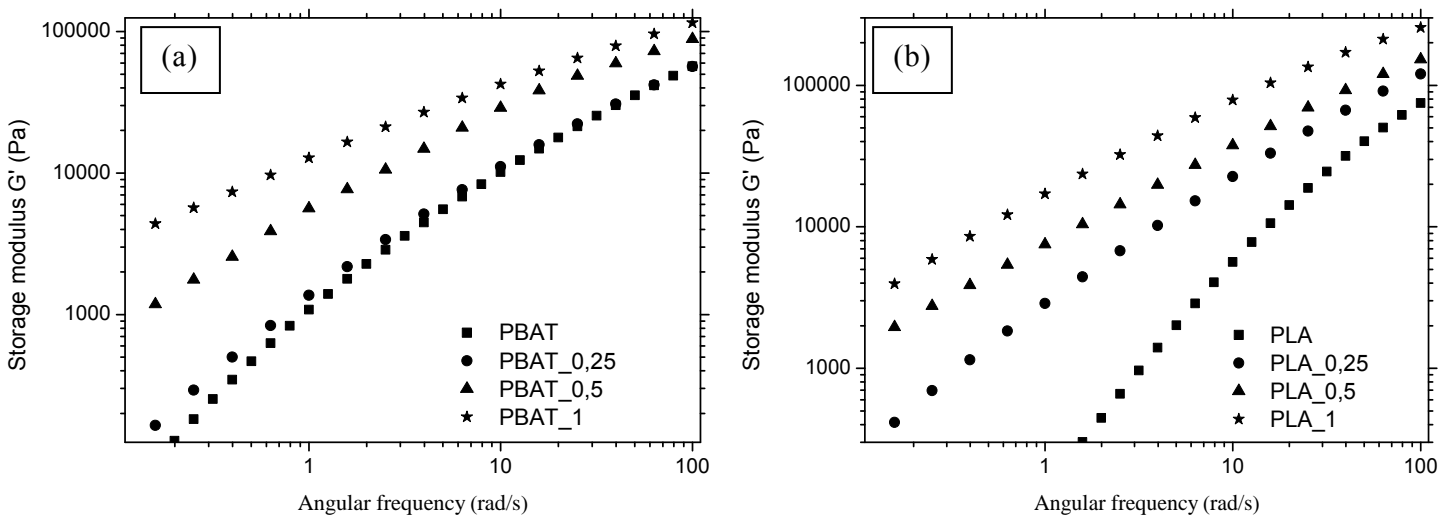 (a)
Storage modulus G' (Pa)
100000
10000
1000
PBAT
PBAT_0,25
PBAT_0,5
PBAT_1
1
10
100
Angular frequency (rad/s)
(b)
Storage modulus G' (Pa)
100000
10000
1000
PLA
PLA_0,25
PLA_0,5
PLA_1
1
10
100
Angular frequency (rad/s)